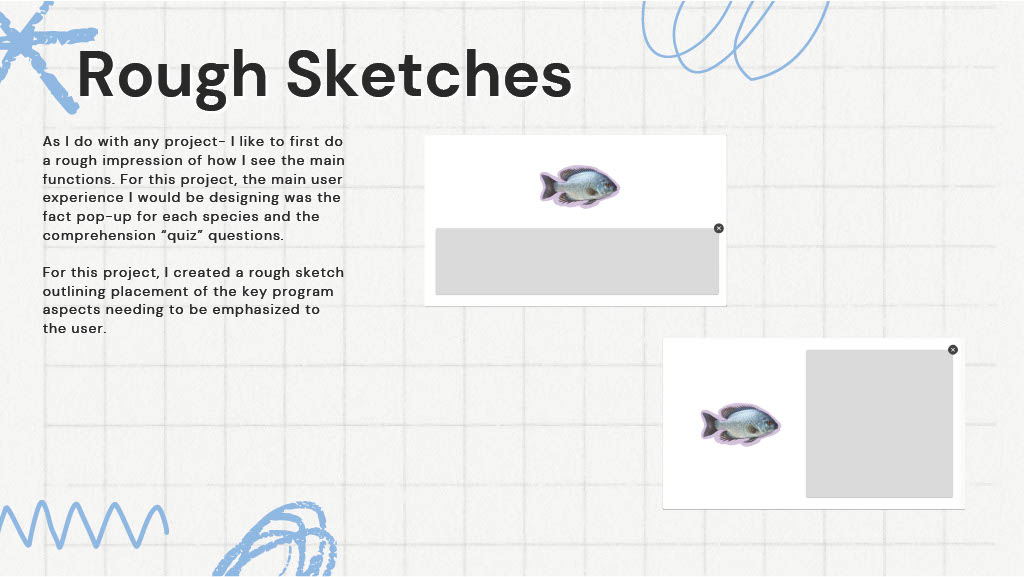 Rough Sketches
As I do with any project- I like to first do
a rough impression of how I see the main
functions. For this project, the main user
experience I would be designing was the
fact pop-up for each species and the
comprehension “quiz” questions.
For this project, I created a rough sketch
outlining placement of the key program
aspects needing to be emphasized to
the user.